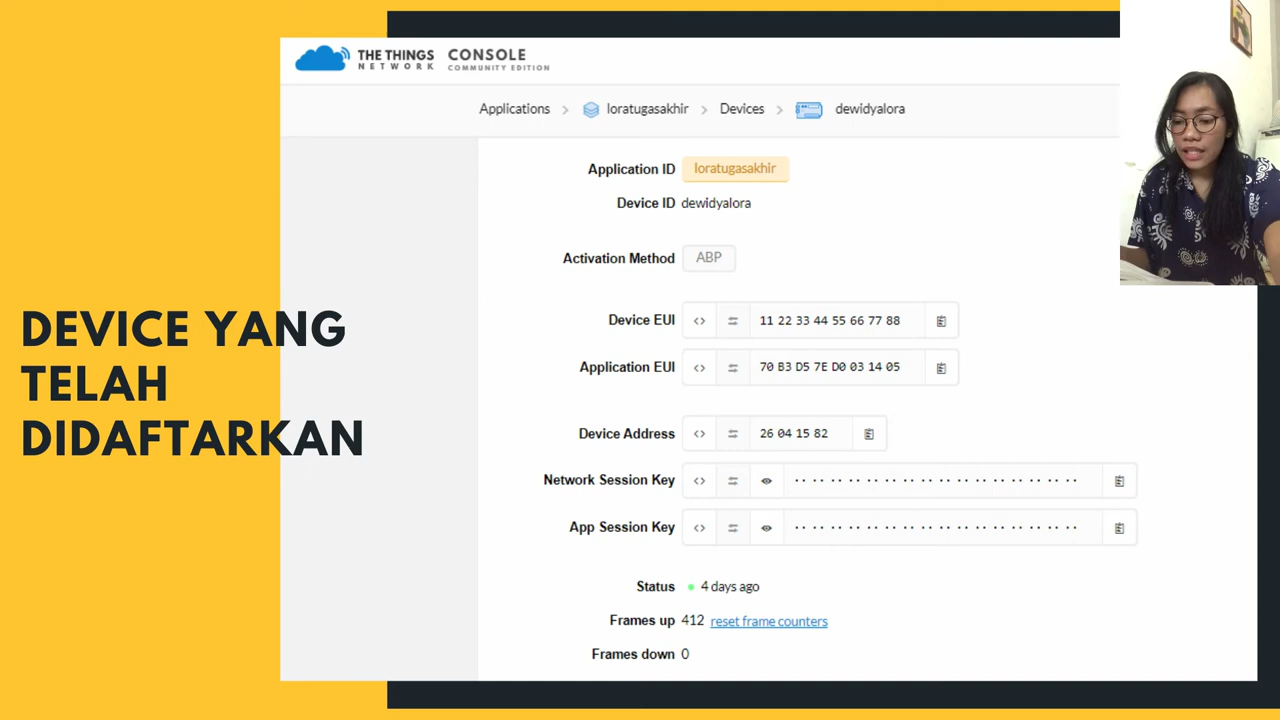 THE THINGS NETWORK
CONSOLE
COMMUNITY EDITION
Applications > loratugasakhir > Devices > dewidyalora
DEVICE YANG
TELAH
DIDAFTARKAN
Application ID loratugasakhir
Device ID dewidyalora
Activation Method ABP
Device EUI <> 11 22 33 44 55 66 77 88
Application EUI <> 70 B3 D5 7E D0 03 14 05
Device Address <> 26 04 15 82
Network Session Key <>
App Session Key <>
Status 4 days ago
Frames up 412 reset frame counters
Frames down 0